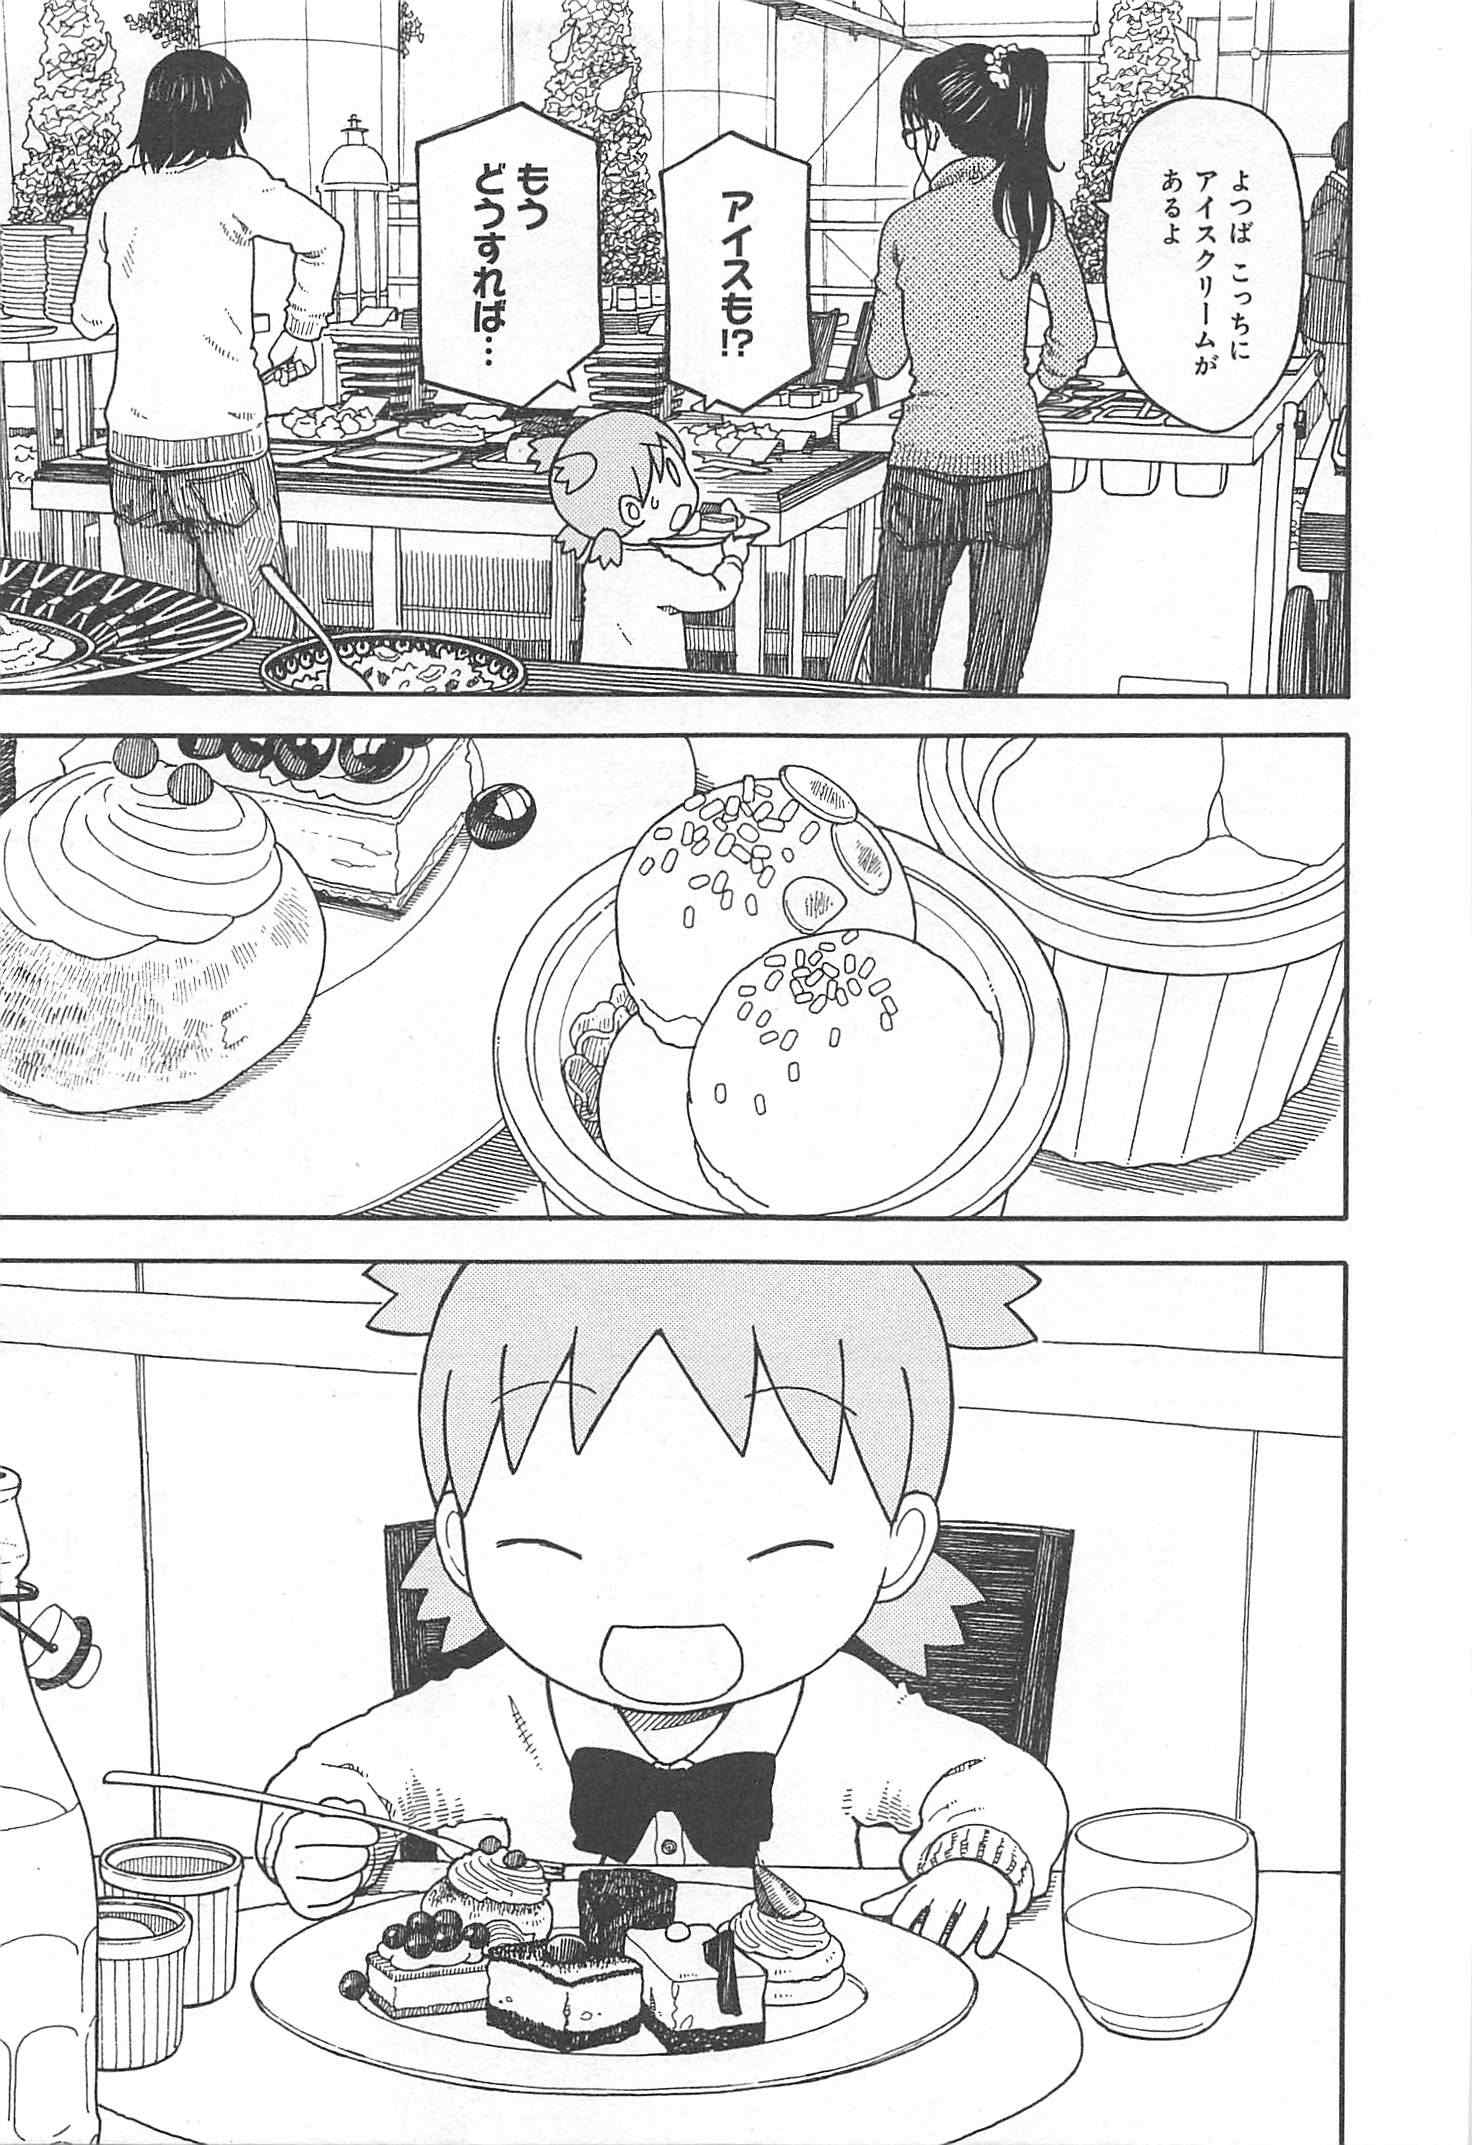 よつば こっちに
アイスクリームが
あるよ
アイスも!?
もう
どうすれば…